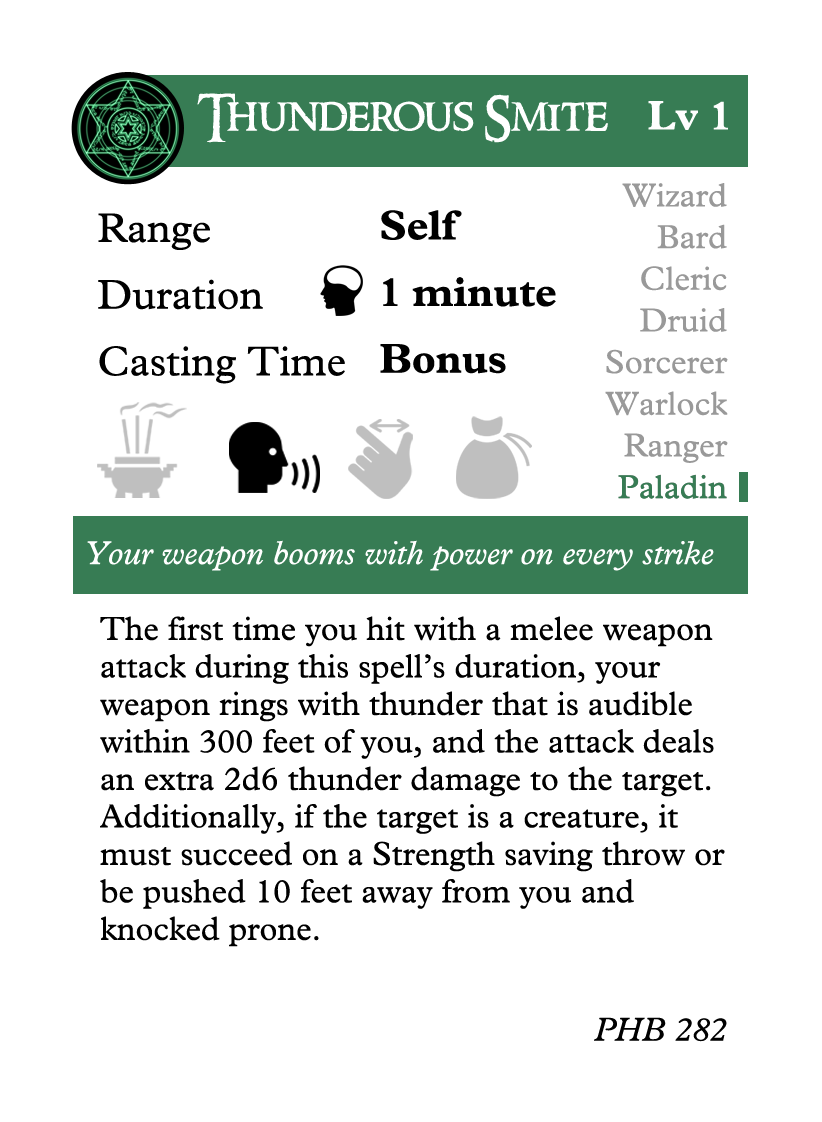 THUNDEROUS SMITE Lv 1
Range Self
Duration 1 minute
Casting Time Bonus
Wizard
Bard
Cleric
Druid
Sorcerer
Warlock
Ranger
Paladin
Your weapon booms with power on every strike
The first time you hit with a melee weapon
attack during this spell’s duration, your
weapon rings with thunder that is audible
within 300 feet of you, and the attack deals
an extra 2d6 thunder damage to the target.
Additionally, if the target is a creature, it
must succeed on a Strength saving throw or
be pushed 10 feet away from you and
knocked prone.
PHB 282